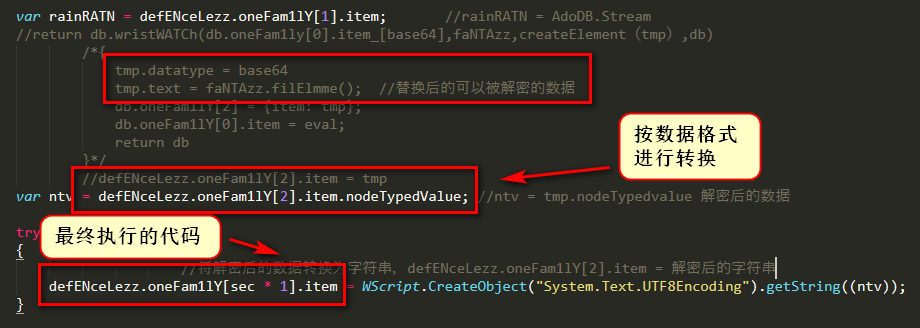 var rainRATN = defENceLezz.oneFam1lY[1].item;        //rainRATN = AdoDB.Stream
//return db.wristWATCh(db.oneFam1ly[0].item_[base64],faNTAzz,createElement（tmp）,db)
/*{
tmp.datatype = base64
tmp.text = faNTAzz.filElmme();  //替换后的可以被解密的数据
db.oneFam1lY[2] = {item: tmp};
db.oneFam1lY[0].item = eval;
return db
}*/
按数据格式
进行转换
//defENceLezz.oneFam1lY[2].item = tmp
var ntv = defENceLezz.oneFam1lY[2].item.nodeTypedValue; //ntv = tmp.nodeTypedvalue 解密后的数据
try
最终执行的代码
{
//将解密后的数据转换为字符串, defENceLezz.oneFam1lY[2].item = 解密后的字符串
defENceLezz.oneFam1lY[sec * 1].item = WScript.CreateObject("System.Text.UTF8Encoding").getString((ntv));
}